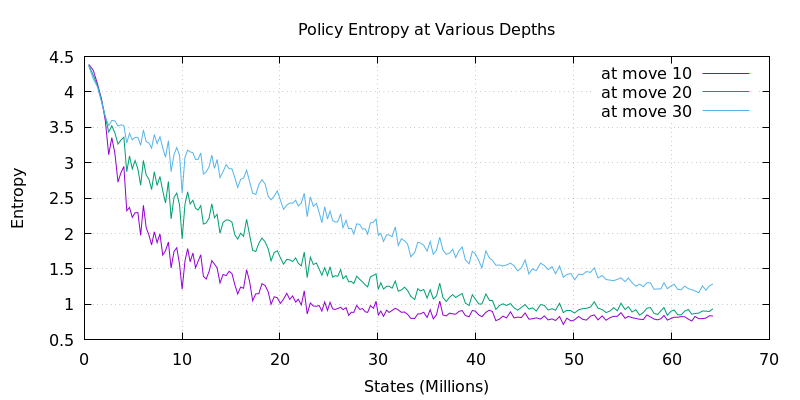 Policy Entropy at Various Depths
4.5
4
3.5
3
2.5
2
1.5
1
0.5
Entropy
at move 10
at move 20
at move 30
0 10 20 30 40 50 60 70
States (Millions)